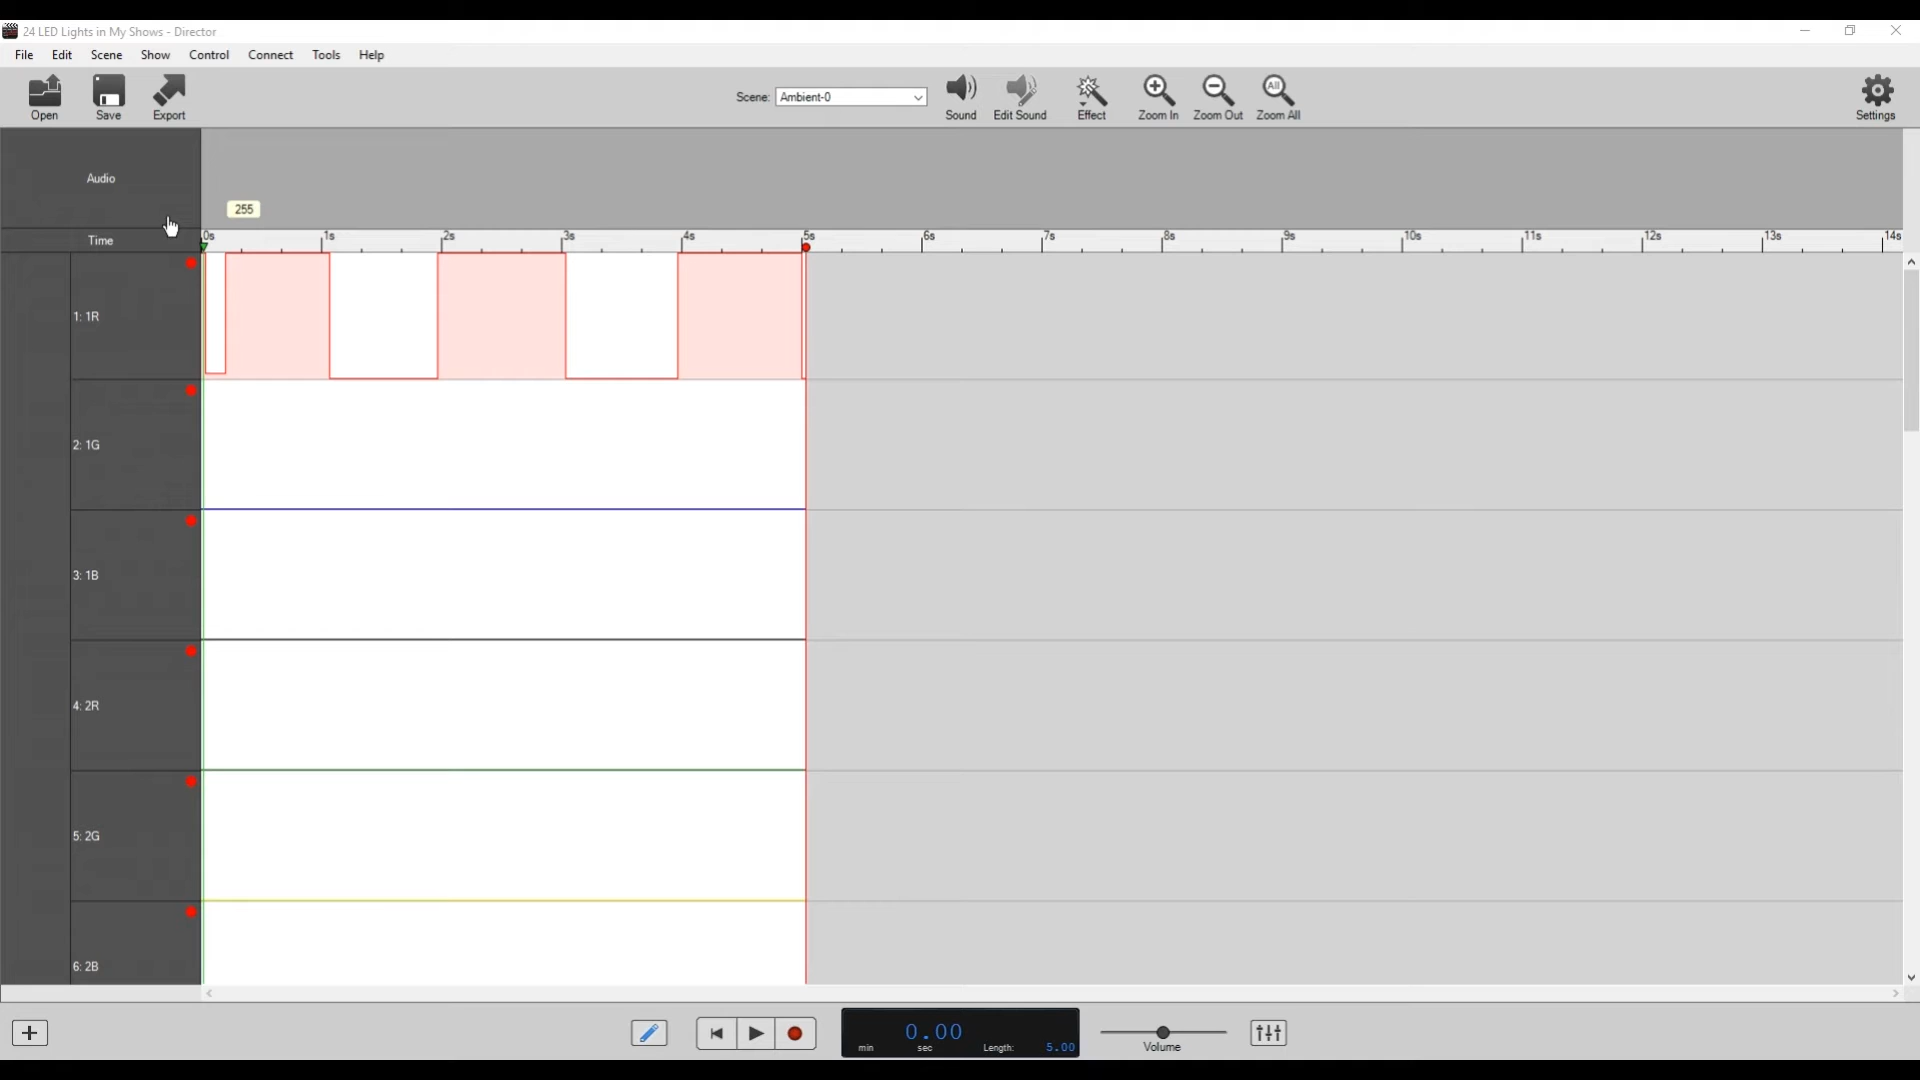 24 LED Lights in My Shows - Director
File Edit Scene Show Control Connect Tools Help
Open Save Export Scene: Ambient-0 Sound Edit Sound Effect All Zoom In Zoom Out Zoom All Settings
Audio
255
Time 0s 1s 2s 3s 4s 5s 6s 7s 8s 9s 10s 11s 12s 13s 14s
1: 1R
2: 1G
3: 1B
4: 2R
5: 2G
6: 2B
0.00
min sec Length: 5.00
Volume